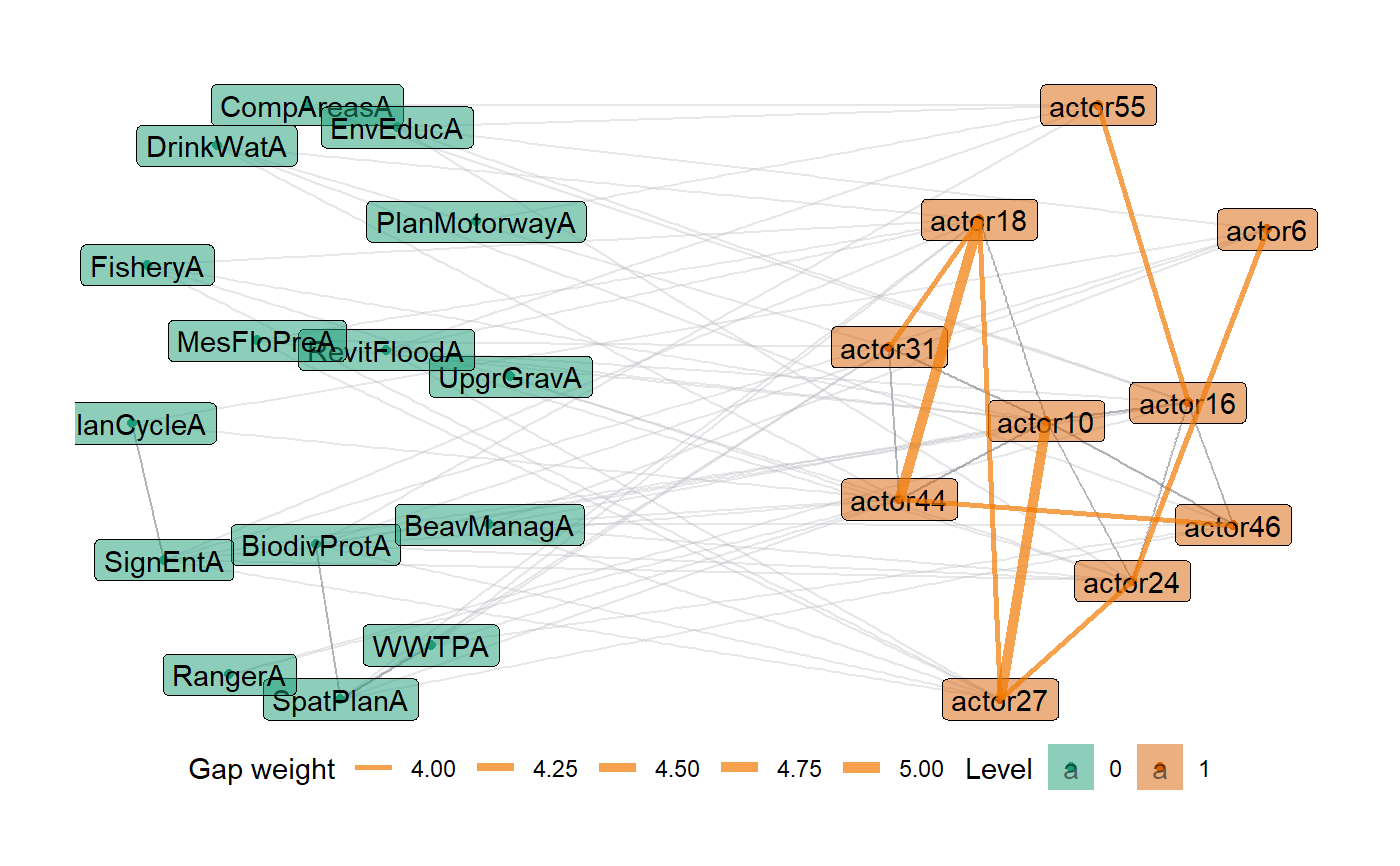 CompAreasA
EnvEducA
DrinkWatA
PlanMotorwayA
FisheryA
MesFloPreA
RevitFloodA
UpgrGravA
lanCycleA
BeavManagA
BiodivProtA
SignEntA
WWTPA
RangerA
SpatPlanA
actor55
actor18
actor6
actor31
actor16
actor10
actor44
actor46
actor24
actor27
Gap weight 4.00 4.25 4.50 4.75 5.00 Level a 0 a 1